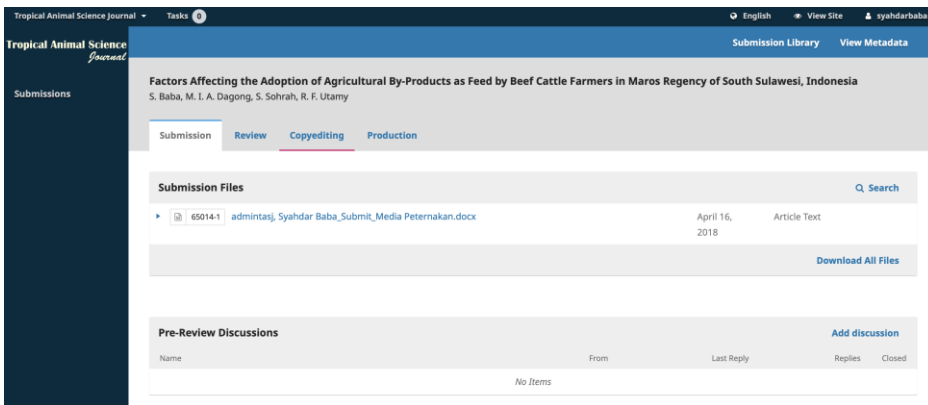 Tropical Animal Science Journal Tasks 0 English View Site syahdarbaba
Tropical Animal Science
Journal
Submission Library View Metadata
Submissions
Factors Affecting the Adoption of Agricultural By-Products as Feed by Beef Cattle Farmers in Maros Regency of South Sulawesi, Indonesia
S. Baba, M. I. A. Dagong, S. Sohrah, R. F. Utamy
Submission Review Copyediting Production
Submission Files Search
65014-1 admintasj, Syahdar Baba_Submit_Media Peternakan.docx April 16, Article Text
2018
Download All Files
Pre-Review Discussions Add discussion
Name From Last Reply Replies Closed
No Items